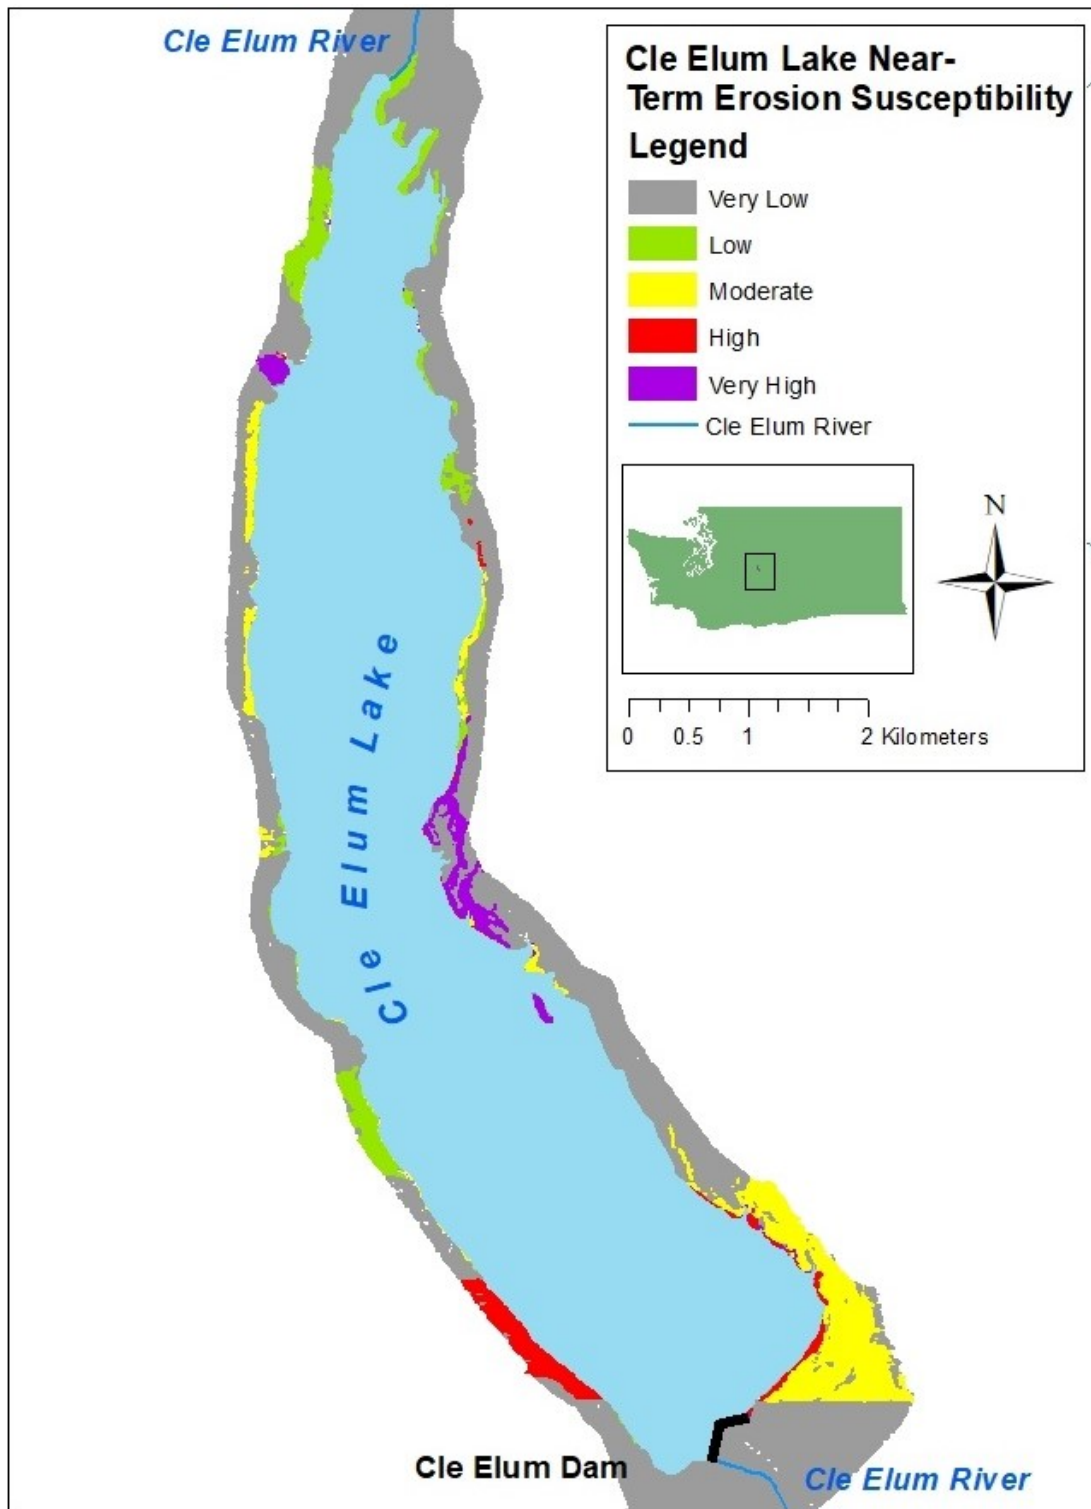 Cle Elum River
Cle Elum Lake Near-
Term Erosion Susceptibility
Legend
Very Low
Low
Moderate
High
Very High
Cle Elum River
N
0 0.5 1 2 Kilometers
Cle Elum Lake
Cle Elum Dam
Cle Elum River